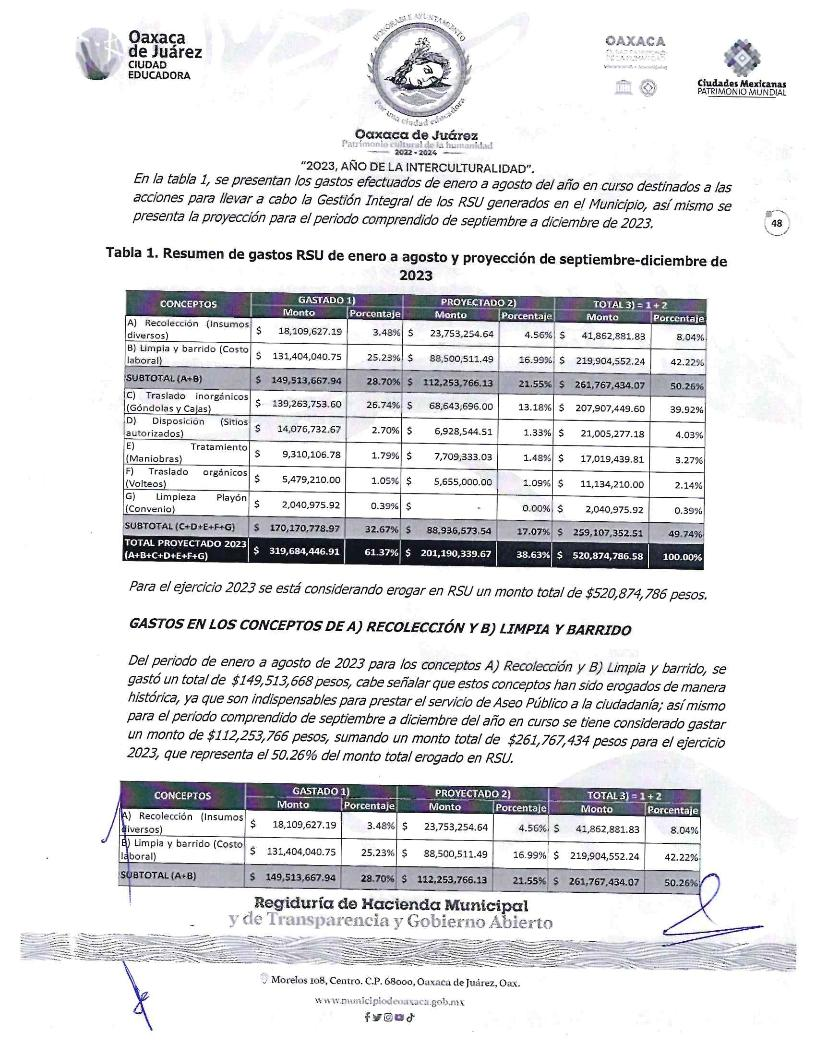 Oaxaca
de Juárez
CIUDAD
EDUCADORA
HONORABLE AYUNTAMIENTO
Por una ciudad educadora
Oaxaca de Juárez
Patrimonio cultural de la humanidad
2022 - 2024
OAXACA
Ciudades Mexicanas
PATRIMONIO MUNDIAL
"2023, AÑO DE LA INTERCULTURALIDAD".
En la tabla 1, se presentan los gastos efectuados de enero a agosto del año en curso destinados a las
acciones para llevar a cabo la Gestión Integral de los RSU generados en el Municipio, así mismo se
presenta la proyección para el periodo comprendido de septiembre a diciembre de 2023.
48
Tabla 1. Resumen de gastos RSU de enero a agosto y proyección de septiembre-diciembre de
2023
CONCEPTOS GASTADO 1) PROYECTADO 2) TOTAL 3) = 1 + 2
Monto Porcentaje Monto Porcentaje Monto Porcentaje
A) Recolección (Insumos
diversos) $ 18,109,627.19 3.48% $ 23,753,254.64 4.56% $ 41,862,881.83 8.04%
B) Limpia y barrido (Costo
laboral) $ 131,404,040.75 25.23% $ 88,500,511.49 16.99% $ 219,904,552.24 42.22%
SUBTOTAL (A+B) $ 149,513,667.94 28.70% $ 112,253,766.13 21.55% $ 261,767,434.07 50.26%
C) Traslado inorgánicos
(Góndolas y Cajas) $ 139,263,753.60 26.74% $ 68,643,696.00 13.18% $ 207,907,449.60 39.92%
D) Disposición (Sitios
autorizados) $ 14,076,732.67 2.70% $ 6,928,544.51 1.33% $ 21,005,277.18 4.03%
E) Tratamiento
(Maniobras) $ 9,310,106.78 1.79% $ 7,709,333.03 1.48% $ 17,019,439.81 3.27%
F) Traslado orgánicos
(Volteos) $ 5,479,210.00 1.05% $ 5,655,000.00 1.09% $ 11,134,210.00 2.14%
G) Limpieza Playón
(Convenio) $ 2,040,975.92 0.39% $ - 0.00% $ 2,040,975.92 0.39%
SUBTOTAL (C+D+E+F+G) $ 170,170,778.97 32.67% $ 88,936,573.54 17.07% $ 259,107,352.51 49.74%
TOTAL PROYECTADO 2023
(A+B+C+D+E+F+G) $ 319,684,446.91 61.37% $ 201,190,339.67 38.63% $ 520,874,786.58 100.00%
Para el ejercicio 2023 se está considerando erogar en RSU un monto total de $520,874,786 pesos.
GASTOS EN LOS CONCEPTOS DE A) RECOLECCIÓN Y B) LIMPIA Y BARRIDO
Del periodo de enero a agosto de 2023 para los conceptos A) Recolección y B) Limpia y barrido, se
gastó un total de $149,513,668 pesos, cabe señalar que estos conceptos han sido erogados de manera
histórica, ya que son indispensables para prestar el servicio de Aseo Público a la ciudadanía; así mismo
para el periodo comprendido de septiembre a diciembre del año en curso se tiene considerado gastar
un monto de $112,253,766 pesos, sumando un monto total de $261,767,434 pesos para el ejercicio
2023, que representa el 50.26% del monto total erogado en RSU.
CONCEPTOS GASTADO 1) PROYECTADO 2) TOTAL 3) = 1 + 2
Monto Porcentaje Monto Porcentaje Monto Porcentaje
A) Recolección (Insumos
diversos) $ 18,109,627.19 3.48% $ 23,753,254.64 4.56% $ 41,862,881.83 8.04%
B) Limpia y barrido (Costo
laboral) $ 131,404,040.75 25.23% $ 88,500,511.49 16.99% $ 219,904,552.24 42.22%
SUBTOTAL (A+B) $ 149,513,667.94 28.70% $ 112,253,766.13 21.55% $ 261,767,434.07 50.26%
Regiduría de Hacienda Municipal
y de Transparencia y Gobierno Abierto
Morelos 108, Centro. C.P. 68000, Oaxaca de Juárez, Oax.
www.municipiodeoaxaca.gob.mx